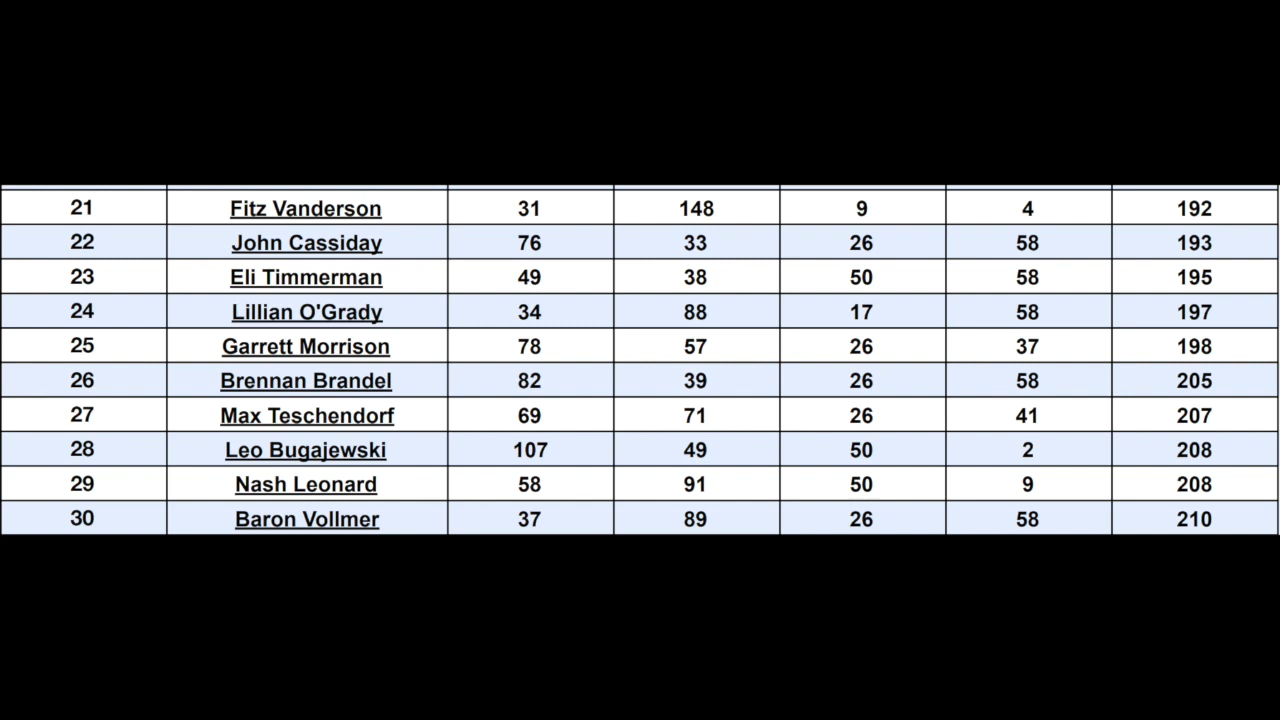 21 Fitz Vanderson 31 148 9 4 192
22 John Cassiday 76 33 26 58 193
23 Eli Timmerman 49 38 50 58 195
24 Lillian O'Grady 34 88 17 58 197
25 Garrett Morrison 78 57 26 37 198
26 Brennan Brandel 82 39 26 58 205
27 Max Teschendorf 69 71 26 41 207
28 Leo Bugajewski 107 49 50 2 208
29 Nash Leonard 58 91 50 9 208
30 Baron Vollmer 37 89 26 58 210